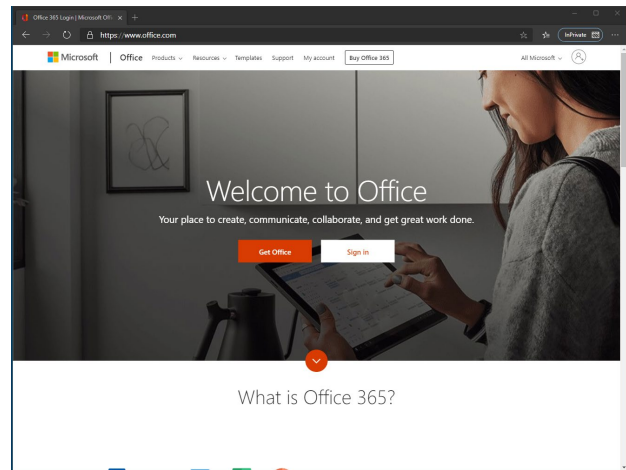 Office 365 Login | Microsoft Offi
https://www.office.com
InPrivate
Microsoft | Office Products Resources Templates Support My account Buy Office 365 All Microsoft
Welcome to Office
Your place to create, communicate, collaborate, and get great work done.
Get Office Sign in
What is Office 365?